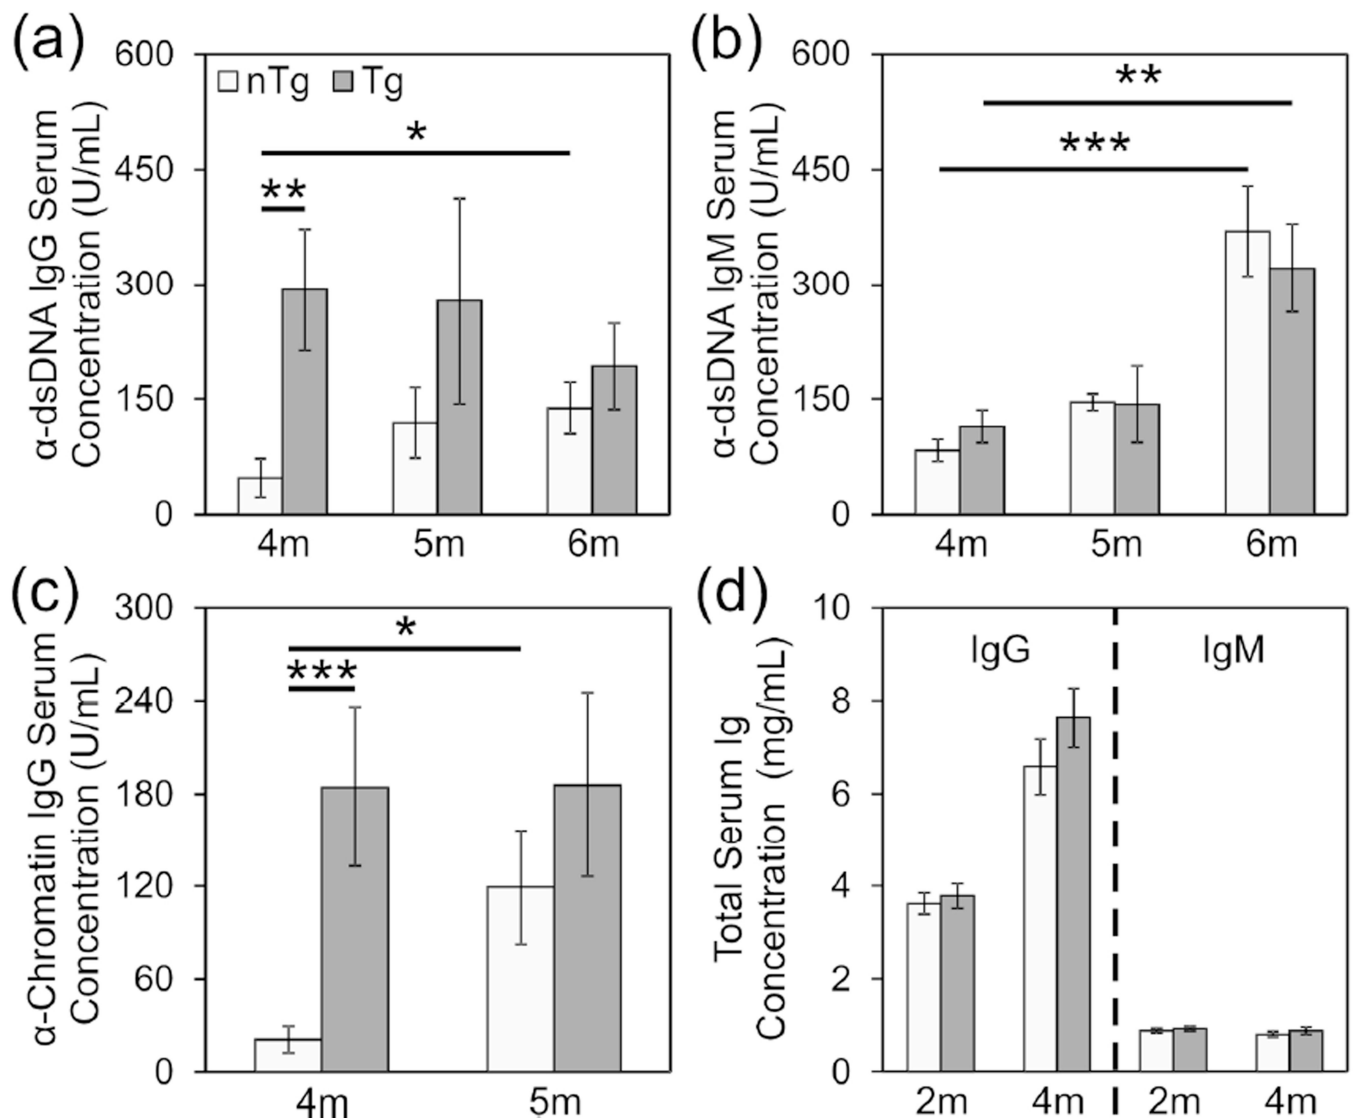 (a)
α-dsDNA IgG Serum
Concentration (U/mL)
600
450
300
150
0
nTg Tg
*
**
4m 5m 6m
(b)
α-dsDNA IgM Serum
Concentration (U/mL)
600
450
300
150
0
**
***
4m 5m 6m
(c)
α-Chromatin IgG Serum
Concentration (U/mL)
300
240
180
120
60
0
*
***
4m 5m
(d)
Total Serum Ig
Concentration (mg/mL)
10
8
6
4
2
0
IgG IgM
2m 4m 2m 4m